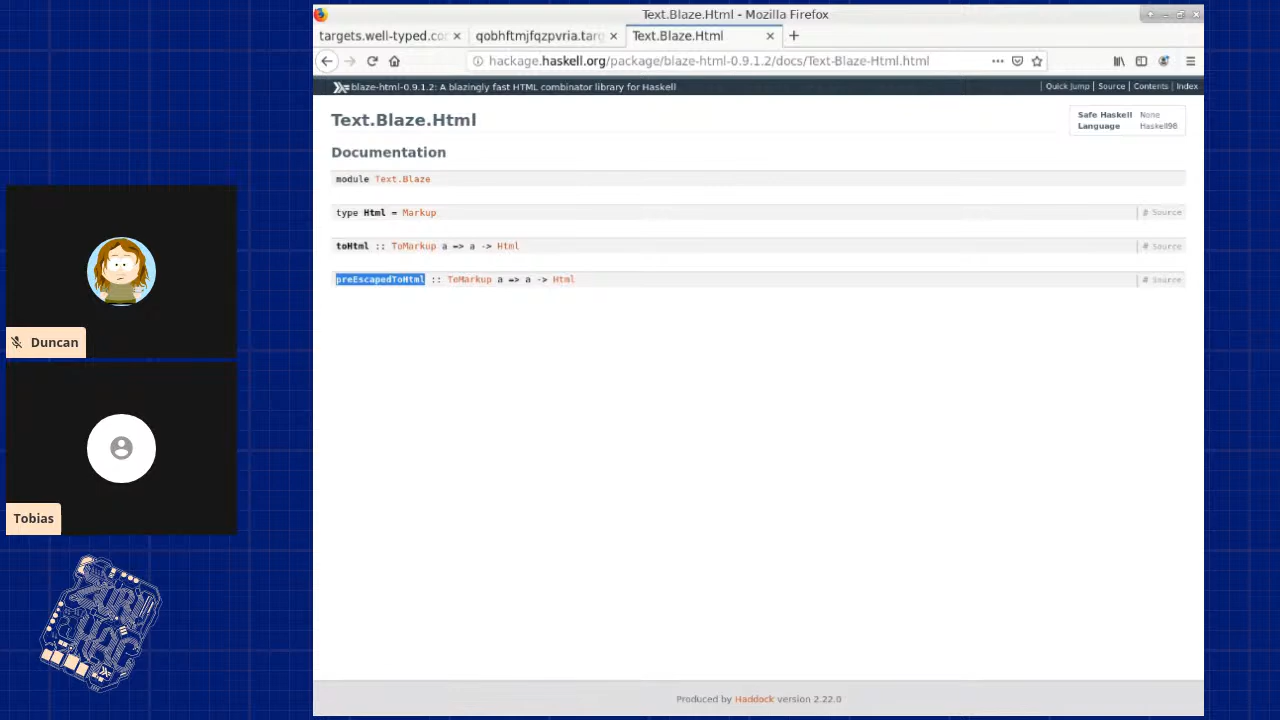 Text.Blaze.Html - Mozilla Firefox
targets.well-typed.co
qobhftmjfqzpvria.targ
Text.Blaze.Html
hackage.haskell.org/package/blaze-html-0.9.1.2/docs/Text-Blaze-Html.html
blaze-html-0.9.1.2: A blazingly fast HTML combinator library for Haskell
| Quick Jump | Source | Contents | Index
Text.Blaze.Html
Safe Haskell None
Language Haskell98
Documentation
module Text.Blaze
type Html = Markup
# Source
toHtml :: ToMarkup a => a -> Html
# Source
preEscapedToHtml :: ToMarkup a => a -> Html
# Source
Duncan
Tobias
ZURI
HAC
Produced by Haddock version 2.22.0